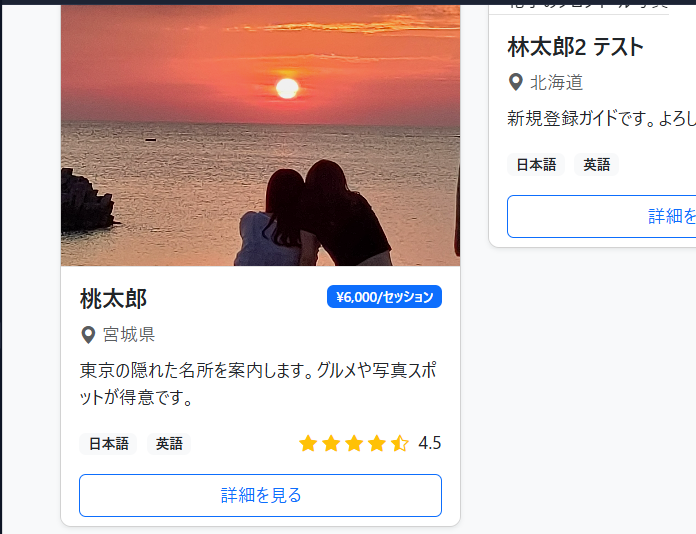 桃太郎
¥6,000/セッション
宮城県
東京の隠れた名所を案内します。グルメや写真スポ
ットが得意です。
日本語 英語
4.5
詳細を見る
林太郎2 テスト
北海道
新規登録ガイドです。よろし
日本語 英語
詳細を